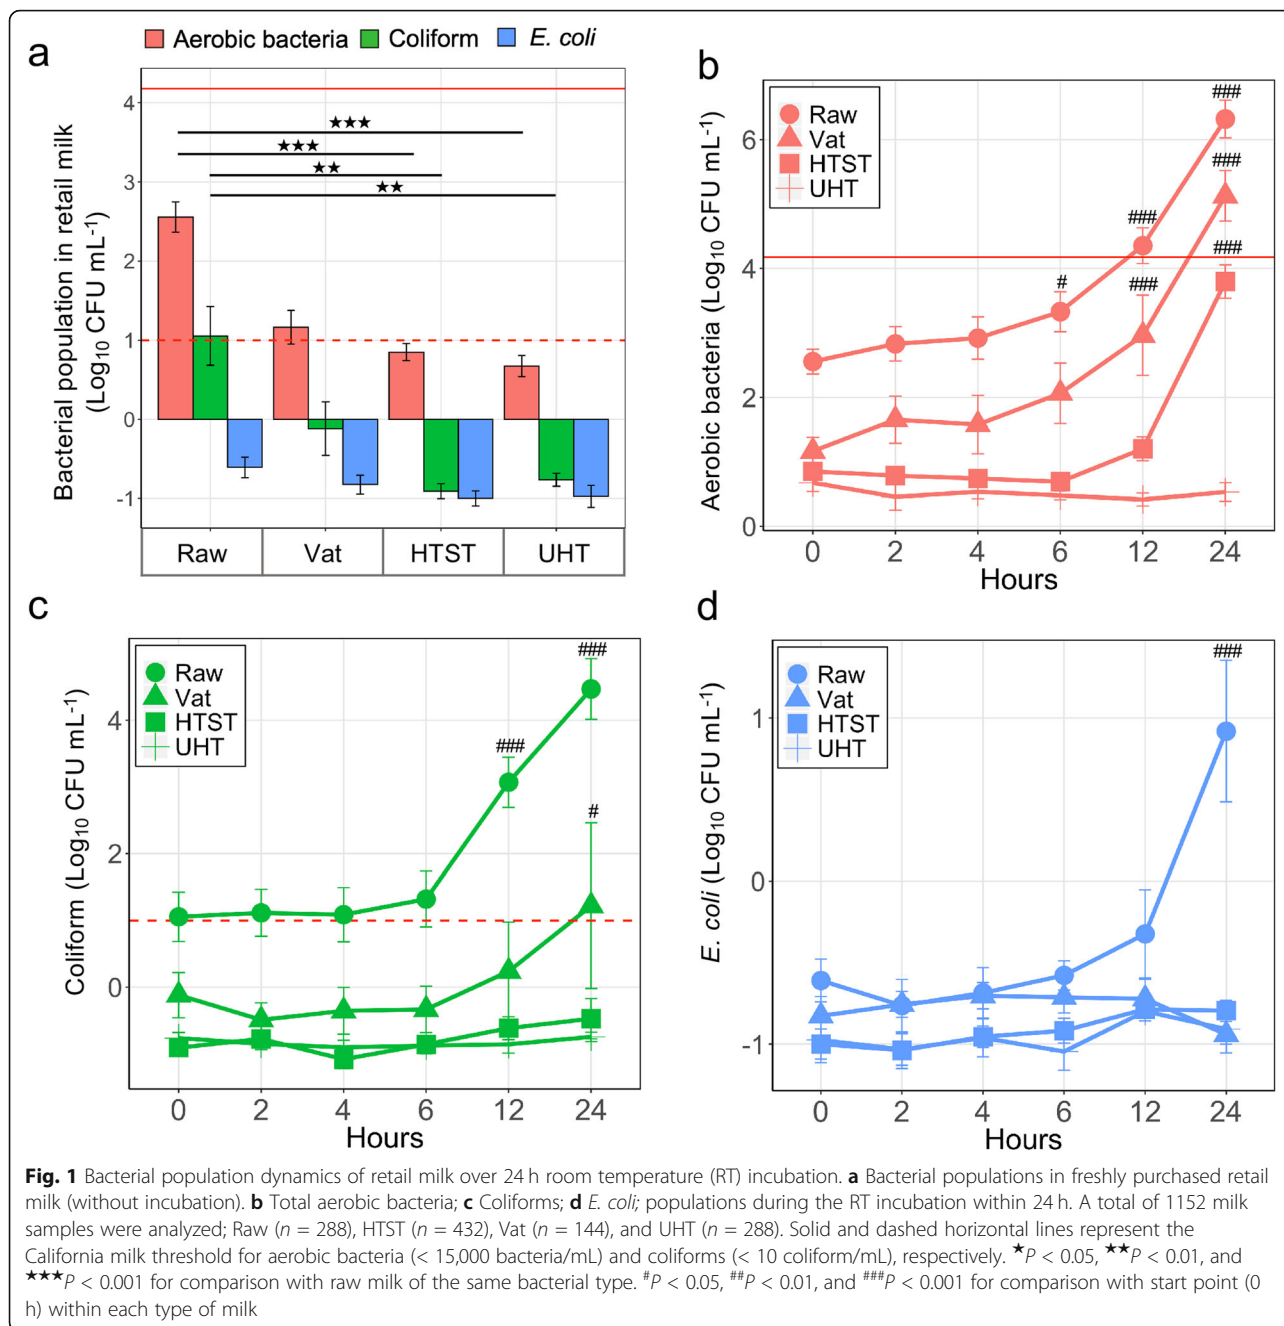 a
Aerobic bacteria Coliform E. coli
Bacterial population in retail milk
(Log₁₀ CFU mL⁻¹)
4
3
2
1
0
-1
★★★
★★★
★★
★★
Raw Vat HTST UHT
b
Raw
Vat
HTST
UHT
Aerobic bacteria (Log₁₀ CFU mL⁻¹)
6
4
2
0
#
###
###
###
###
###
0 2 4 6 12 24
Hours
c
Raw
Vat
HTST
UHT
Coliform (Log₁₀ CFU mL⁻¹)
4
2
0
###
###
#
0 2 4 6 12 24
Hours
d
Raw
Vat
HTST
UHT
E. coli (Log₁₀ CFU mL⁻¹)
1
0
-1
###
0 2 4 6 12 24
Hours
Fig. 1 Bacterial population dynamics of retail milk over 24 h room temperature (RT) incubation. a Bacterial populations in freshly purchased retail
milk (without incubation). b Total aerobic bacteria; c Coliforms; d E. coli; populations during the RT incubation within 24 h. A total of 1152 milk
samples were analyzed; Raw (n = 288), HTST (n = 432), Vat (n = 144), and UHT (n = 288). Solid and dashed horizontal lines represent the
California milk threshold for aerobic bacteria (< 15,000 bacteria/mL) and coliforms (< 10 coliform/mL), respectively. ★P < 0.05, ★★P < 0.01, and
★★★P < 0.001 for comparison with raw milk of the same bacterial type. #P < 0.05, ##P < 0.01, and ###P < 0.001 for comparison with start point (0
h) within each type of milk